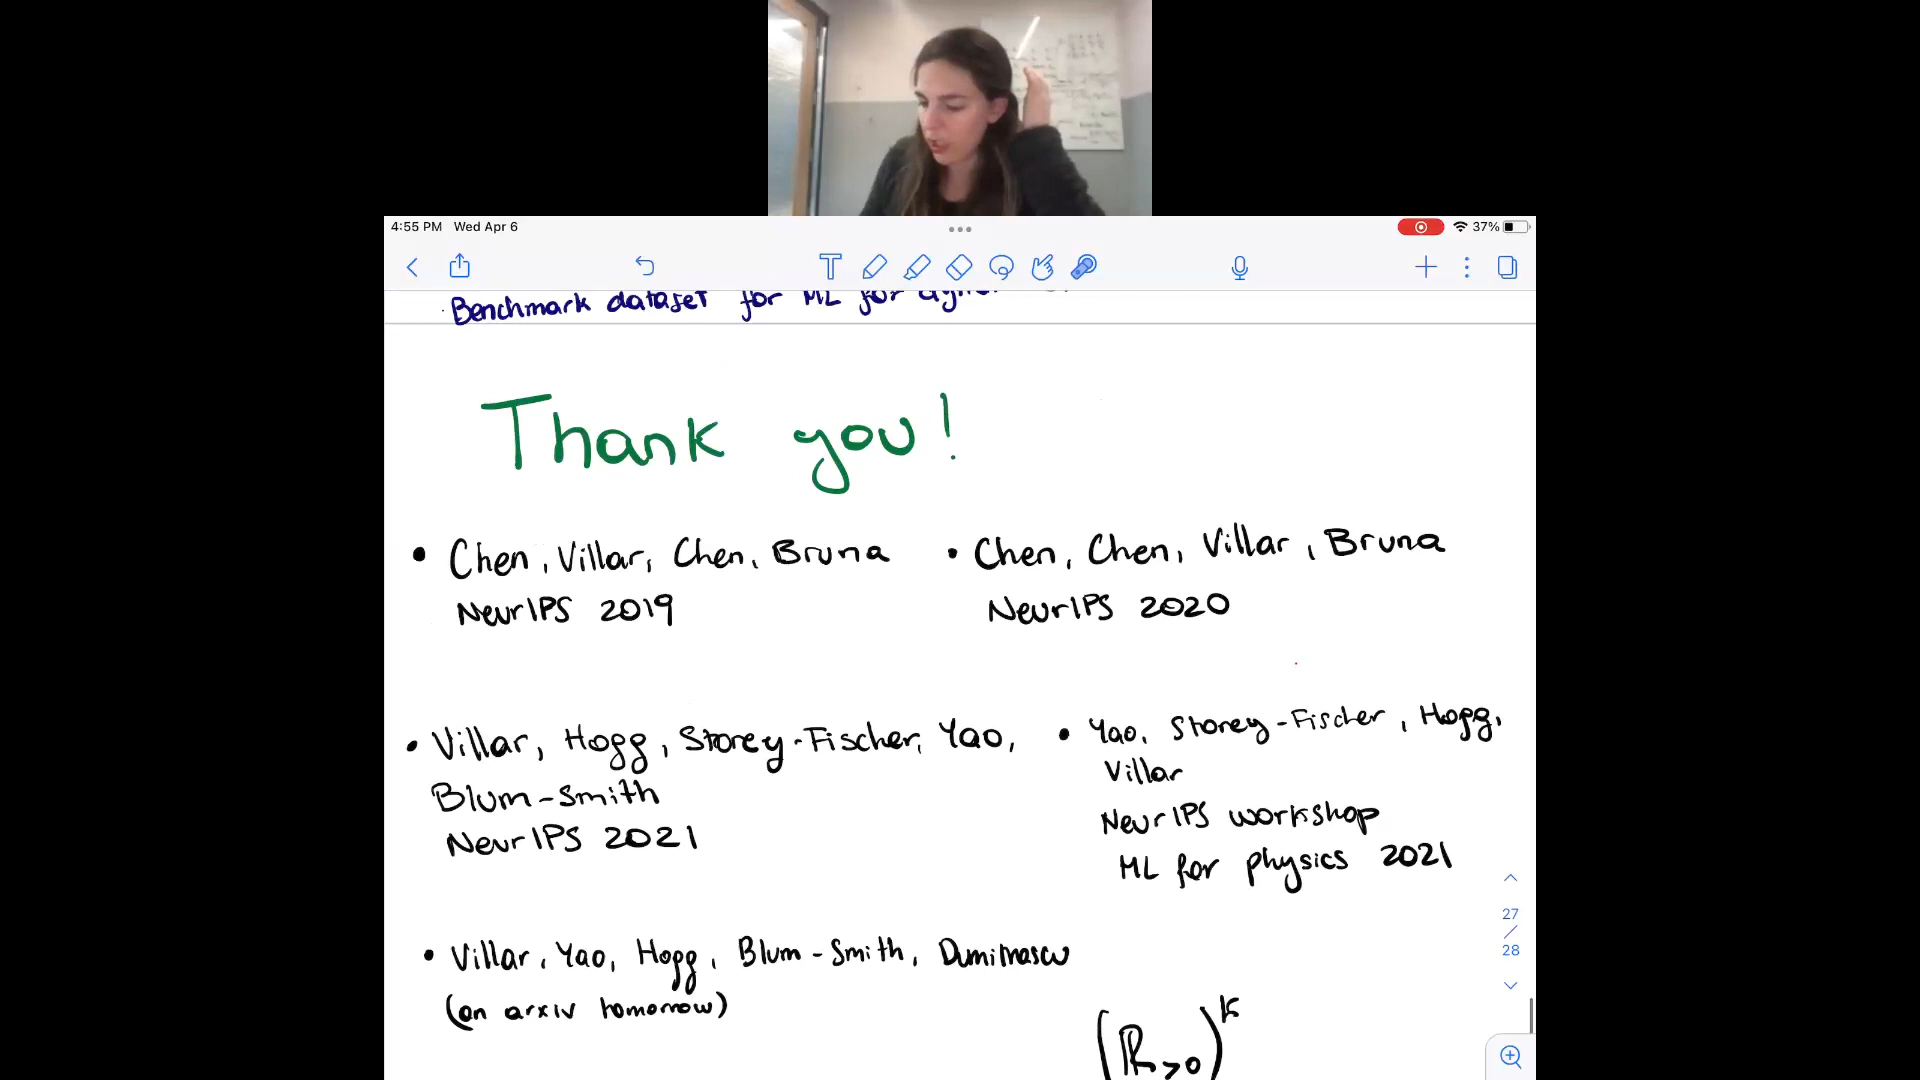 4:55 PM Wed Apr 6
37%
· Benchmark dataset for ML for
Thank you!
• Chen, Villar, Chen, Bruna
NeurIPS 2019
• Chen, Chen, Villar, Bruna
NeurIPS 2020
• Villar, Hogg, Storey-Fischer, Yao,
Blum-Smith
NeurIPS 2021
• Yao, Storey-Fischer, Hogg,
Villar
NeurIPS workshop
ML for physics 2021
• Villar, Yao, Hogg, Blum-Smith,
(on arxiv tomorrow)
(ℝ>0)^k
27
/
28